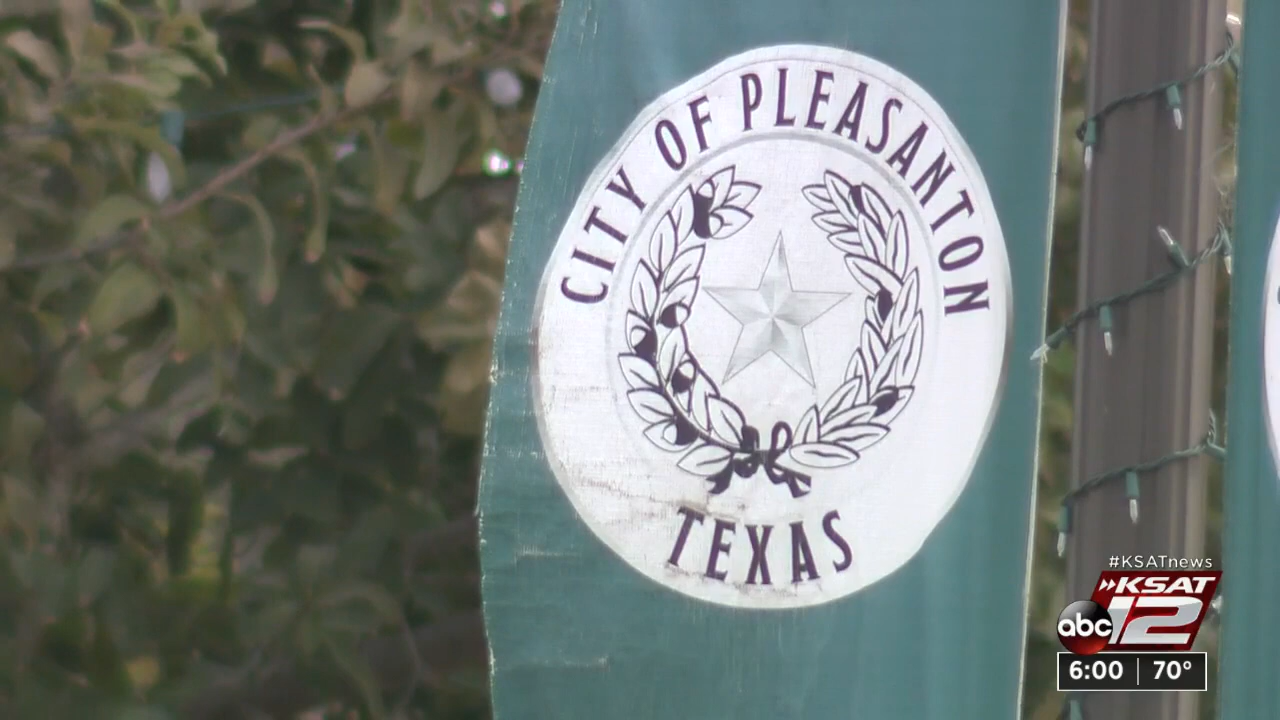 CITY OF PLEASANTON
TEXAS
#KSATnews
KSAT
abc 12
6:00 70°